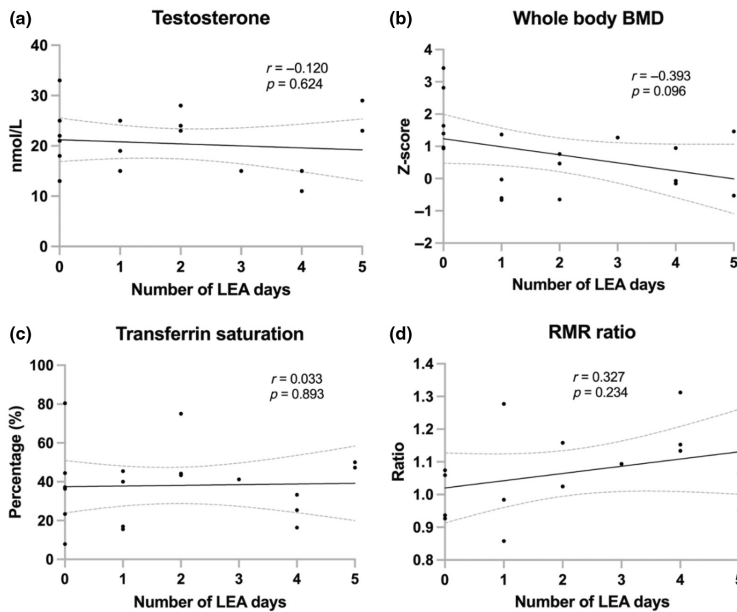 (a)
Testosterone
nmol/L
40
30
20
10
0
r = –0.120
p = 0.624
0 1 2 3 4 5
Number of LEA days
(b)
Whole body BMD
Z-score
4
3
2
1
0
–1
–2
r = –0.393
p = 0.096
0 1 2 3 4 5
Number of LEA days
(c)
Transferrin saturation
Percentage (%)
100
80
60
40
20
0
r = 0.033
p = 0.893
0 1 2 3 4 5
Number of LEA days
(d)
RMR ratio
Ratio
1.4
1.3
1.2
1.1
1.0
0.9
0.8
r = 0.327
p = 0.234
0 1 2 3 4 5
Number of LEA days